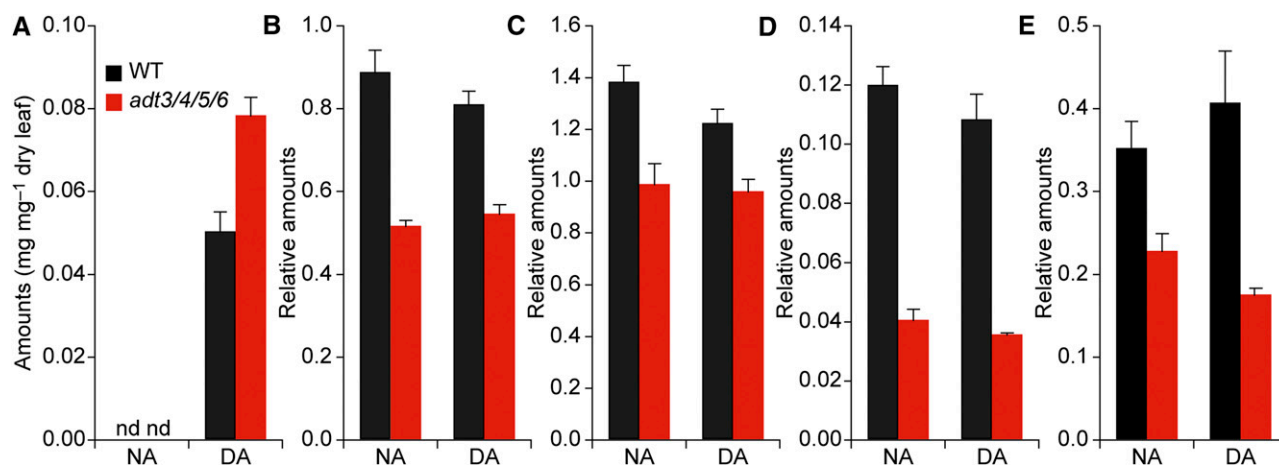 A
Amounts (mg mg⁻¹ dry leaf)
0.10
0.08
0.06
0.04
0.02
0.00
WT
adt3/4/5/6
nd nd
NA DA
B
Relative amounts
1.0
0.8
0.6
0.4
0.8
0.0
NA DA
C
Relative amounts
1.6
1.4
1.2
1.0
0.8
0.6
0.4
0.2
0.0
NA DA
D
Relative amounts
0.14
0.12
0.10
0.04
0.06
0.04
0.08
0.00
NA DA
E
Relative amounts
0.5
0.4
0.3
0.2
0.1
0.0
NA DA